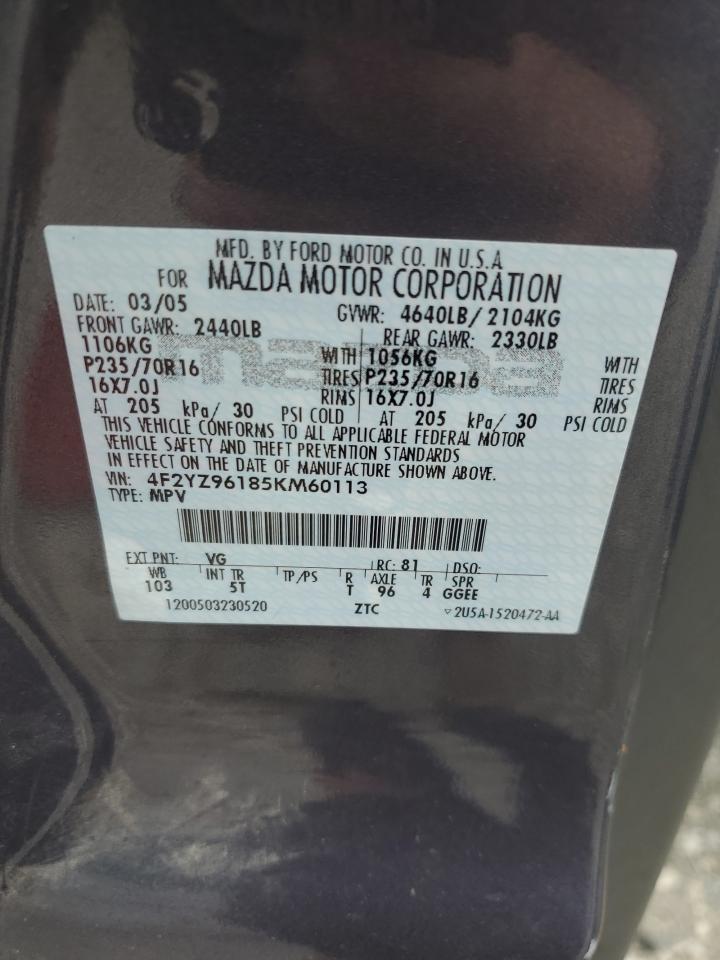 MFD. BY FORD MOTOR CO. IN U.S.A
FOR MAZDA MOTOR CORPORATION
DATE: 03/05 GVWR: 4640LB/ 2104KG
FRONT GAWR: 2440LB REAR GAWR: 2330LB
1106KG WITH 1056KG WITH
P235/70R16 TIRES P235/70R16 TIRES
16X7.0J RIMS 16X7.0J RIMS
AT 205 kPa/ 30 PSI COLD AT 205 kPa/ 30 PSI COLD
THIS VEHICLE CONFORMS TO ALL APPLICABLE FEDERAL MOTOR
VEHICLE SAFETY AND THEFT PREVENTION STANDARDS
IN EFFECT ON THE DATE OF MANUFACTURE SHOWN ABOVE.
VIN: 4F2YZ96185KM60113
TYPE: MPV
EXT PNT: VG RC: 81 DSO:
WB INT TR TP/PS R AXLE TR SPR
103 5T T 96 4 GGEE
1200503230520 ZTC ▽2U5A-1520472-AA